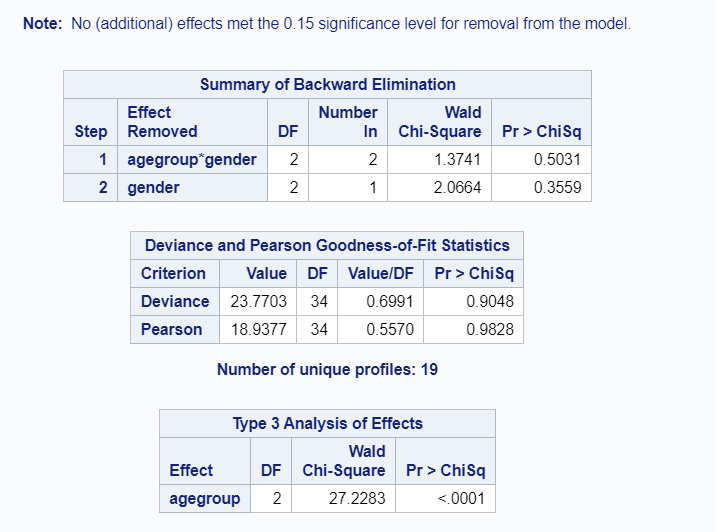 Note: No (additional) effects met the 0.15 significance level for removal from the model.
Summary of Backward Elimination
Step Effect Removed DF Number In Wald Chi-Square Pr > ChiSq
1 agegroup*gender 2 2 1.3741 0.5031
2 gender 2 1 2.0664 0.3559
Deviance and Pearson Goodness-of-Fit Statistics
Criterion Value DF Value/DF Pr > ChiSq
Deviance 23.7703 34 0.6991 0.9048
Pearson 18.9377 34 0.5570 0.9828
Number of unique profiles: 19
Type 3 Analysis of Effects
Effect DF Wald Chi-Square Pr > ChiSq
agegroup 2 27.2283 <.0001